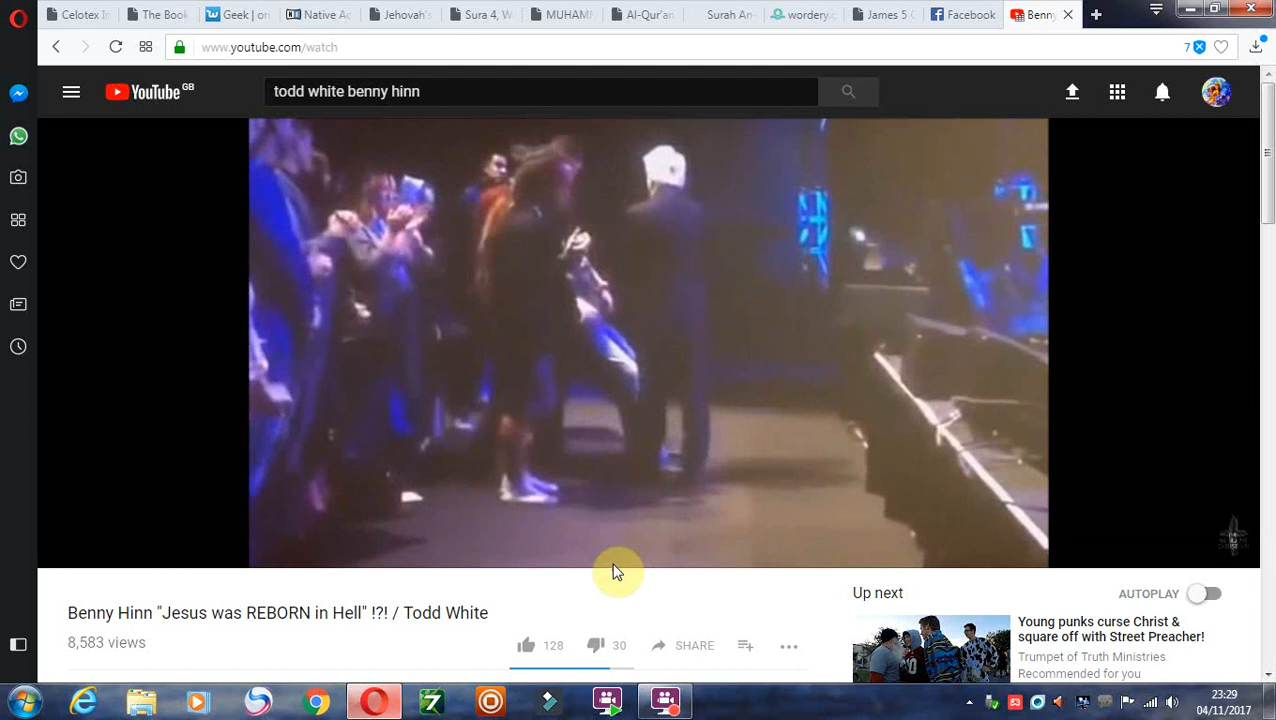 Celotex In
The Book
Geek | on
Native Ac
Jehovah's
Sura 4, W
MUHAMM
Al-Qur'an
Surah An
wordery.c
James 5
Facebook
Benny
www.youtube.com/watch
7
YouTube GB
todd white benny hinn
Benny Hinn "Jesus was REBORN in Hell" !?! / Todd White
8,583 views
128
30
SHARE
Up next
AUTOPLAY
Young punks curse Christ &
square off with Street Preacher!
Trumpet of Truth Ministries
Recommended for you
23:29
04/11/2017